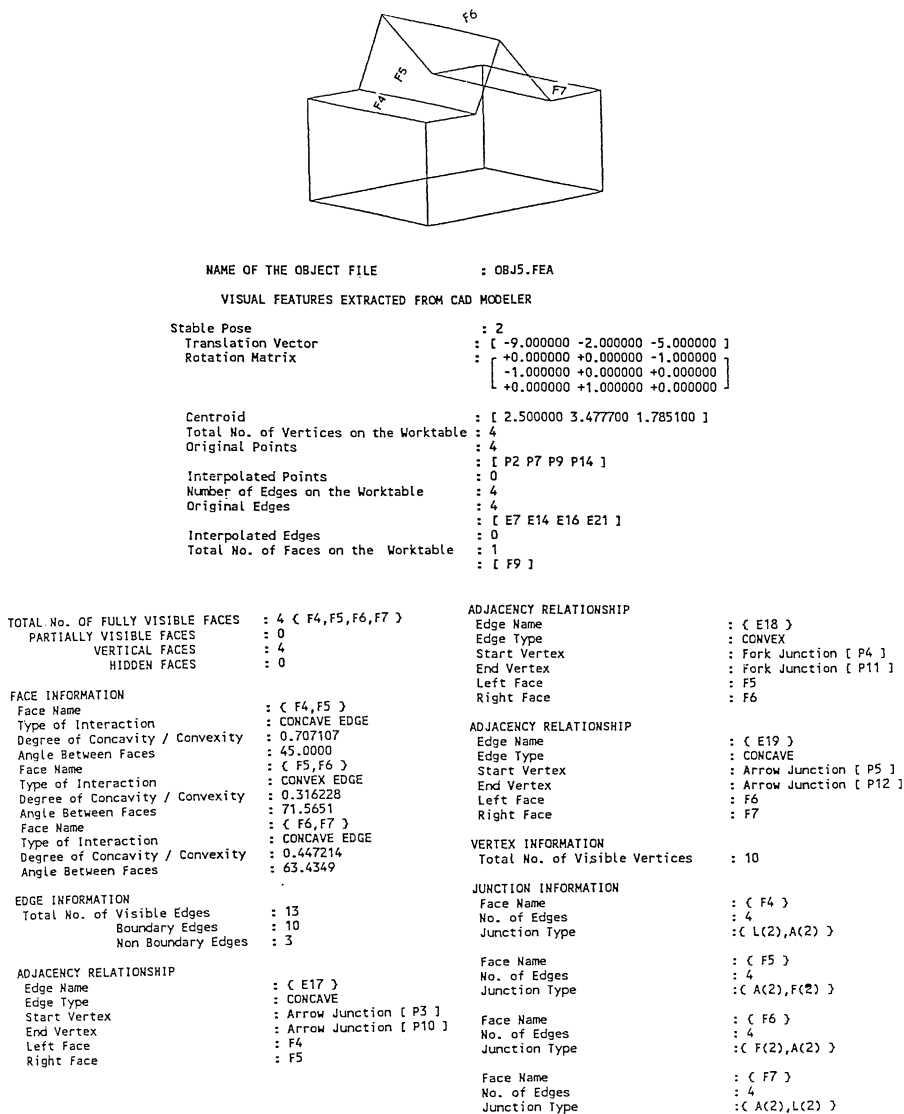 F6
F5
F4
F7
NAME OF THE OBJECT FILE : OBJ5.FEA
VISUAL FEATURES EXTRACTED FROM CAD MODELER
Stable Pose : 2
Translation Vector : [ -9.000000 -2.000000 -5.000000 ]
Rotation Matrix : [ +0.000000 +0.000000 -1.000000
-1.000000 +0.000000 +0.000000
+0.000000 +1.000000 +0.000000 ]
Centroid : [ 2.500000 3.477700 1.785100 ]
Total No. of Vertices on the Worktable : 4
Original Points : 4
: [ P2 P7 P9 P14 ]
Interpolated Points : 0
Number of Edges on the Worktable : 4
Original Edges : 4
: [ E7 E14 E16 E21 ]
Interpolated Edges : 0
Total No. of Faces on the Worktable : 1
: [ F9 ]
TOTAL No. OF FULLY VISIBLE FACES : 4 { F4,F5,F6,F7 }
PARTIALLY VISIBLE FACES : 0
VERTICAL FACES : 4
HIDDEN FACES : 0
FACE INFORMATION
Face Name : { F4,F5 }
Type of Interaction : CONCAVE EDGE
Degree of Concavity / Convexity : 0.707107
Angle Between Faces : 45.0000
Face Name : { F5,F6 }
Type of Interaction : CONVEX EDGE
Degree of Concavity / Convexity : 0.316228
Angle Between Faces : 71.5651
Face Name : { F6,F7 }
Type of Interaction : CONCAVE EDGE
Degree of Concavity / Convexity : 0.447214
Angle Between Faces : 63.4349
EDGE INFORMATION
Total No. of Visible Edges : 13
Boundary Edges : 10
Non Boundary Edges : 3
ADJACENCY RELATIONSHIP
Edge Name : { E17 }
Edge Type : CONCAVE
Start Vertex : Arrow Junction [ P3 ]
End Vertex : Arrow Junction [ P10 ]
Left Face : F4
Right Face : F5
ADJACENCY RELATIONSHIP
Edge Name : { E18 }
Edge Type : CONVEX
Start Vertex : Fork Junction [ P4 ]
End Vertex : Fork Junction [ P11 ]
Left Face : F5
Right Face : F6
ADJACENCY RELATIONSHIP
Edge Name : { E19 }
Edge Type : CONCAVE
Start Vertex : Arrow Junction [ P5 ]
End Vertex : Arrow Junction [ P12 ]
Left Face : F6
Right Face : F7
VERTEX INFORMATION
Total No. of Visible Vertices : 10
JUNCTION INFORMATION
Face Name : { F4 }
No. of Edges : 4
Junction Type :{ L(2),A(2) }
Face Name : { F5 }
No. of Edges : 4
Junction Type :{ A(2),F(2) }
Face Name : { F6 }
No. of Edges : 4
Junction Type :{ F(2),A(2) }
Face Name : { F7 }
No. of Edges : 4
Junction Type :{ A(2),L(2) }